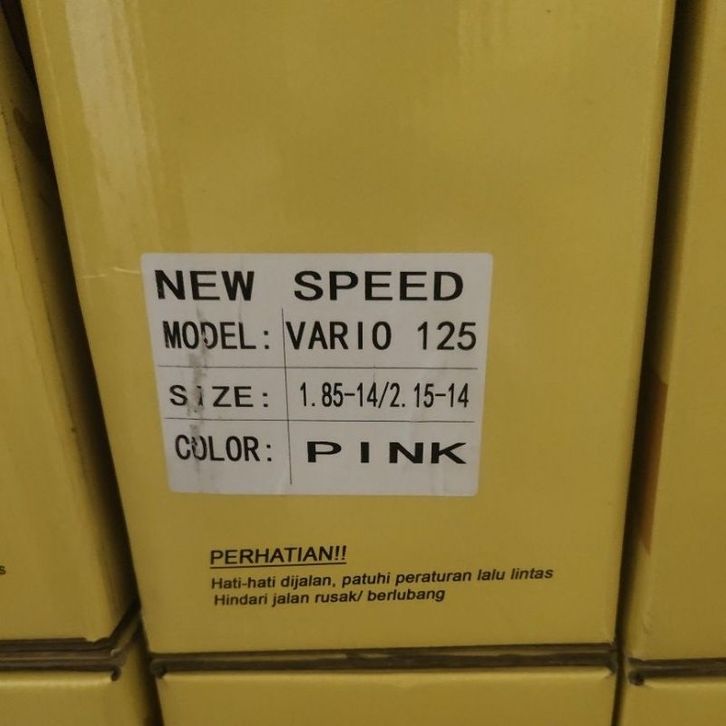 NEW SPEED
MODEL: VARIO 125
SIZE: 1.85-14/2.15-14
COLOR: PINK
PERHATIAN!!
Hati-hati dijalan, patuhi peraturan lalu lintas
Hindari jalan rusak/ berlubang